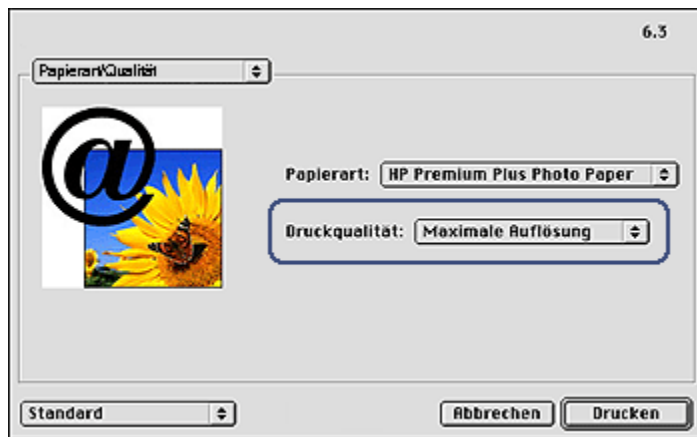 6.3
Papierart/Qualität
@
Papierart: HP Premium Plus Photo Paper
Druckqualität: Maximale Auflösung
Standard
Abbrechen
Drucken